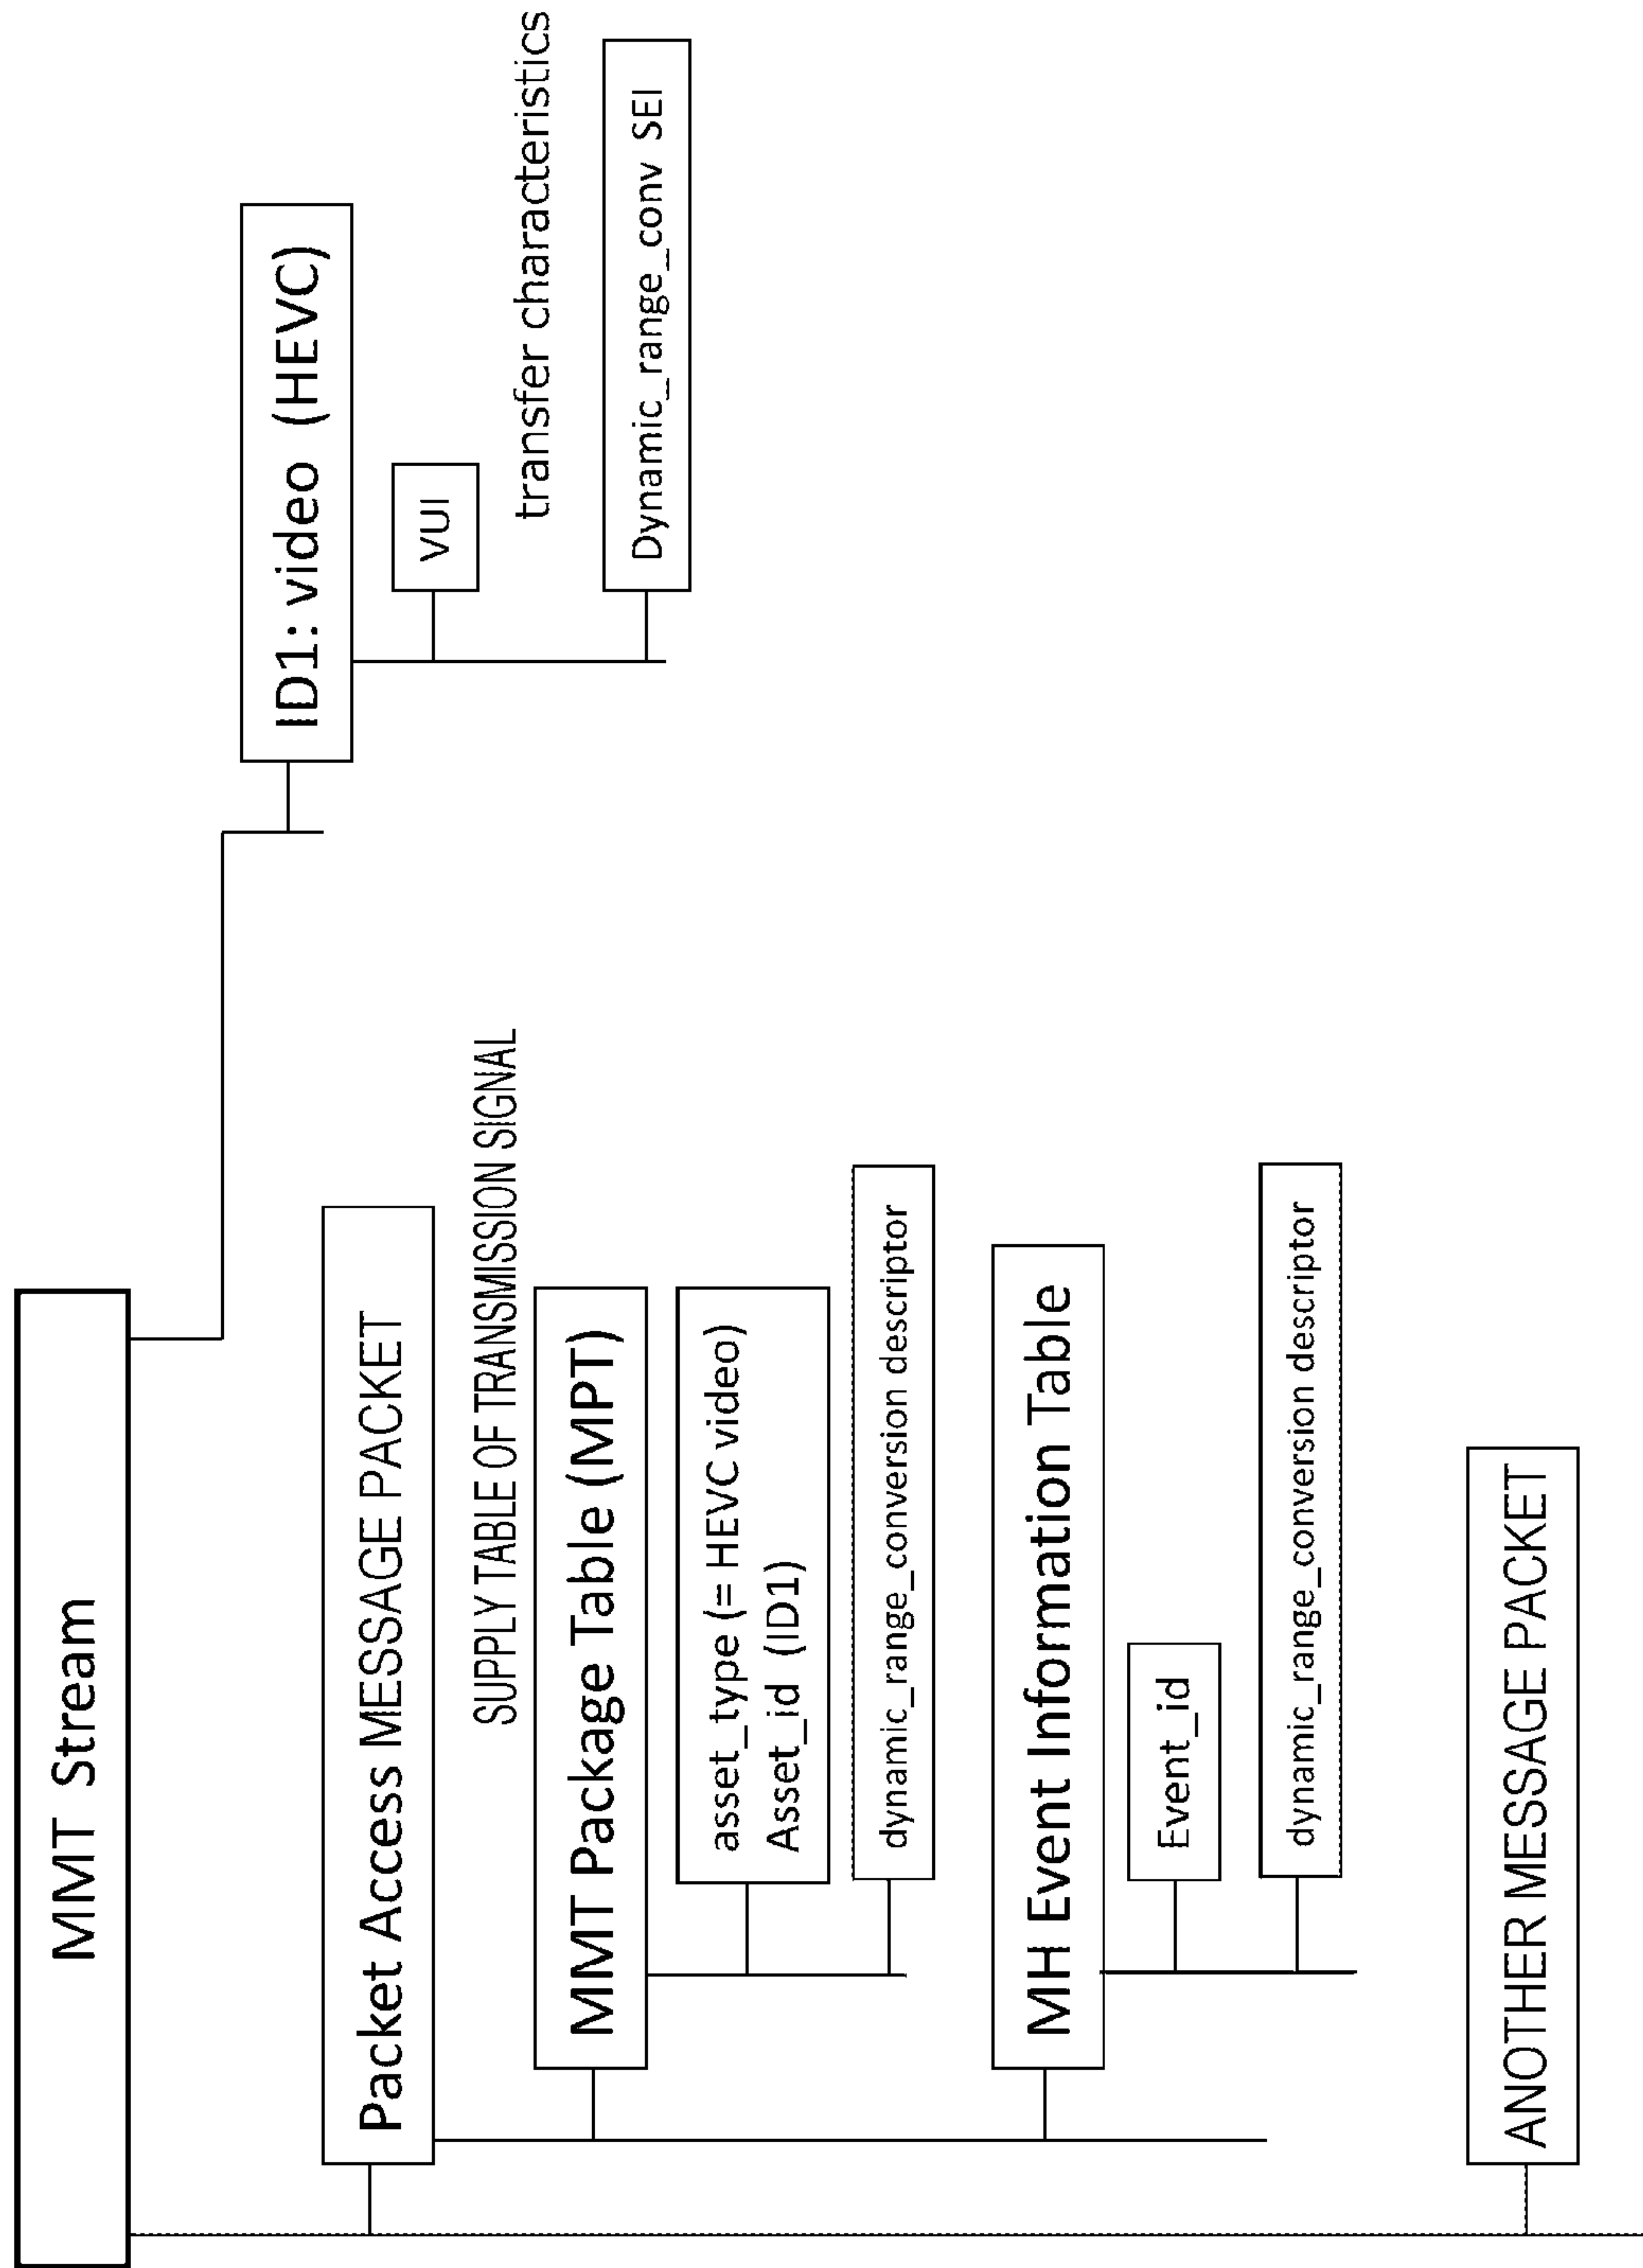 MMT Stream
Packet Access MESSAGE PACKET
SUPPLY TABLE OF TRANSMISSION SIGNAL
MMT Package Table (MPT)
asset_type (= HEVC video)
Asset_id (ID1)
dynamic_range_conversion descriptor
MH Event Information Table
Event_id
dynamic_range_conversion descriptor
ANOTHER MESSAGE PACKET
ID1: video (HEVC)
VUI
transfer characteristics
Dynamic_range_conv SEI